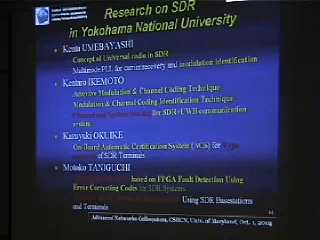 Research on SDR
in Yokohama National University
• Kenta UMEBAYASHI
Concept of Universal radio in SDR
Multimode PLL for carrier recovery and modulation identification
• Kentaro IKEMOTO
Adaptive Modulation & Channel Coding Technique
Modulation & Channel Coding Identification Technique
for SDR+UWB communication
system
• Kazuyuki OKUIKE
On-Board Automatic Certification System (ACS) for Type
of SDR Terminals
• Motoko TANIGUCHI
based on FPGA Fault Detection Using
Error Correcting Codes for SDR Systems
Using SDR Basestations
and Terminals
Advanced Networks Colloquium, CSHCN, Univ. of Maryland, Oct. 1, 2004